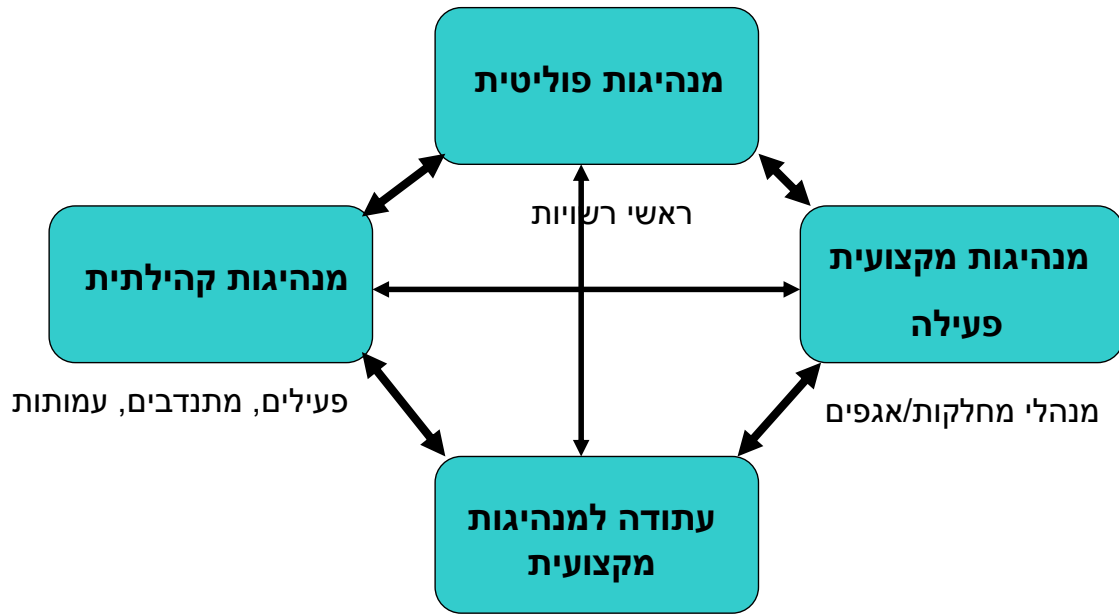 מנהיגות פוליטית
ראשי רשויות
מנהיגות מקצועית
פעילה
מנהלי מחלקות/אגפים
מנהיגות קהילתית
פעילים, מתנדבים, עמותות
עתודה למנהיגות
מקצועית